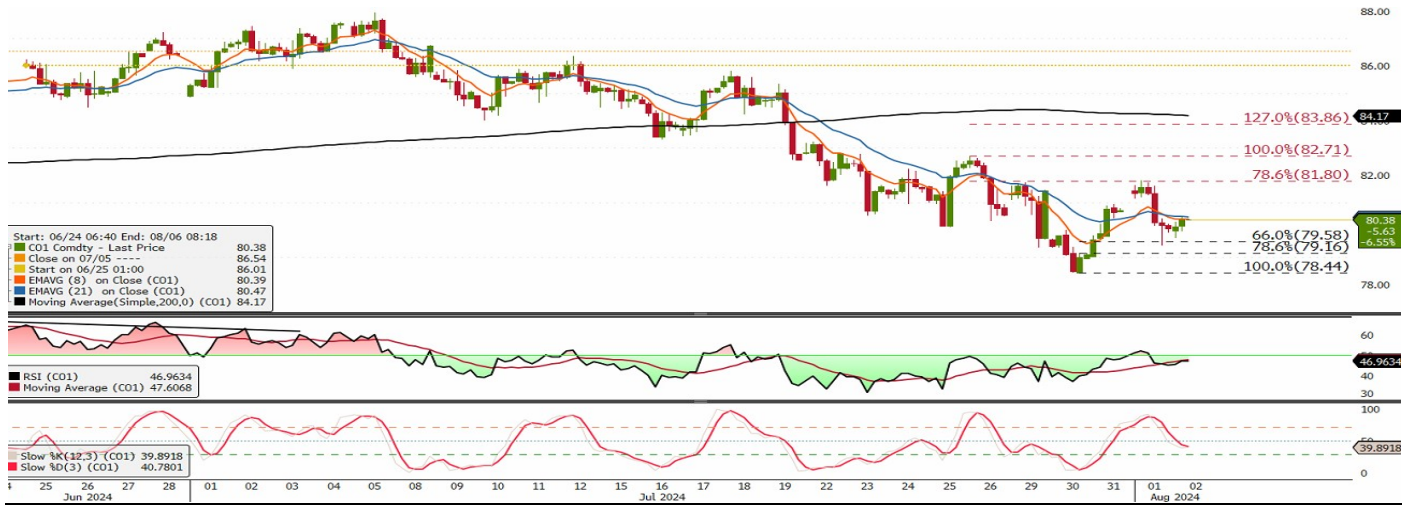 88.00
86.00
84.00
82.00
78.00
84.17
127.0%(83.86)
100.0%(82.71)
78.6%(81.80)
80.38
-5.63
-6.55%
66.0%(79.58)
78.6%(79.16)
100.0%(78.44)
Start: 06/24 06:40 End: 08/06 08:18
CO1 Comdty - Last Price 80.38
Close on 07/05 ---- 86.54
Start on 06/25 01:00 86.01
EMAVG (8) on Close (CO1) 80.39
EMAVG (21) on Close (CO1) 80.47
Moving Average(Simple,200,0) (CO1) 84.17
60
46.9634
40
30
RSI (CO1) 46.9634
Moving Average (CO1) 47.6068
100
50
39.8918
0
Slow %K(12,3) (CO1) 39.8918
Slow %D(3) (CO1) 40.7801
4 25 26 27 28 01 02 03 04 05 08 09 10 11 12 15 16 17 18 19 22 23 24 25 26 29 30 31 01 02
Jun 2024 Jul 2024 Aug 2024